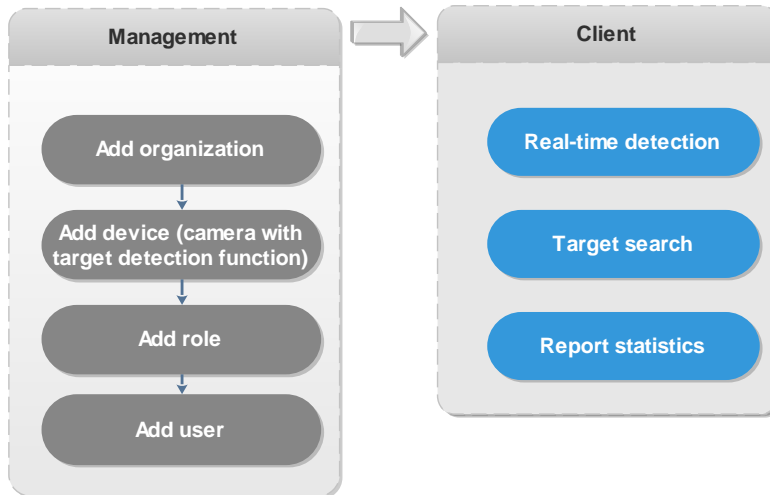 Management
Add organization
Add device (camera with
target detection function)
Add role
Add user
Client
Real-time detection
Target search
Report statistics